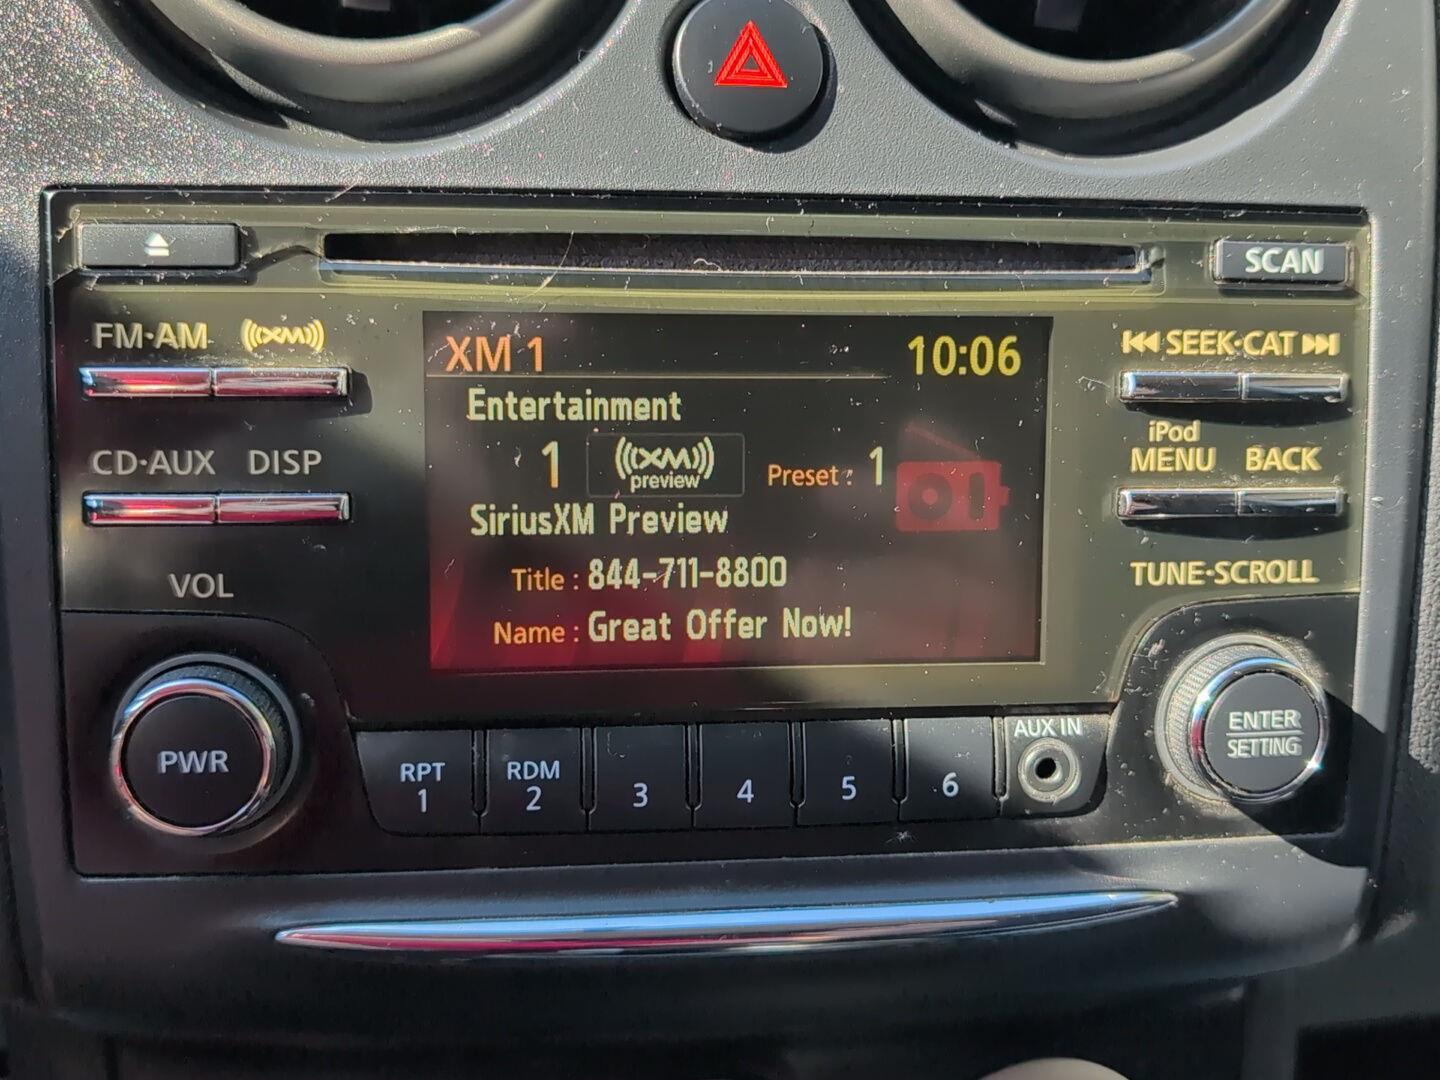 SCAN
FM·AM XM
SEEK·CAT
CD·AUX DISP
iPod
MENU BACK
VOL
TUNE·SCROLL
XM 1 10:06
Entertainment
1 XM preview Preset : 1
SiriusXM Preview
Title : 844-711-8800
Name : Great Offer Now!
PWR
RPT
1
RDM
2
3
4
5
6
AUX IN
ENTER
SETTING